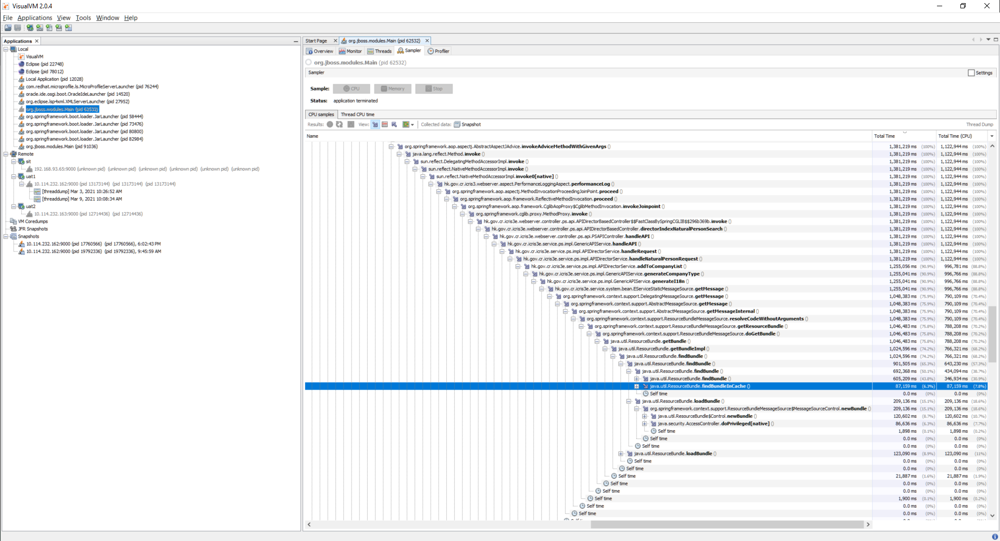 VisualVM 2.0.4
File Applications View Tools Window Help
Applications
Local
VisualVM
Eclipse (pid 22748)
Eclipse (pid 78012)
Local Application (pid 12028)
com.redhat.microprofile.ls.MicroProfileServerLauncher (pid 76244)
oracle.ide.osgi.boot.OracleIdeLauncher (pid 14520)
org.eclipse.lsp4xml.XMLServerLauncher (pid 27952)
org.jboss.modules.Main (pid 62532)
org.springframework.boot.loader.JarLauncher (pid 58444)
org.springframework.boot.loader.JarLauncher (pid 73476)
org.springframework.boot.loader.JarLauncher (pid 80800)
org.springframework.boot.loader.JarLauncher (pid 82984)
org.jboss.modules.Main (pid 91036)
Remote
sit
192.168.93.65:9000 (unknown pid) (unknown pid) (unknown pid) (unknown pid) (unknown pid) (unknown pid)
uat1
10.114.232.162:9000 (pid 13173144) (pid 13173144) (pid 13173144)
[threaddump] Mar 3, 2021 10:26:52 AM
[threaddump] Mar 9, 2021 10:08:34 AM
uat2
10.114.232.163:9000 (pid 12714436) (pid 12714436)
VM Coredumps
JFR Snapshots
Snapshots
10.114.232.162:9000 (pid 17760566) (pid 17760566), 6:02:43 PM
10.114.232.162:9000 (pid 19792336) (pid 19792336), 9:45:59 AM
Start Page org.jboss.modules.Main (pid 62532)
Overview Monitor Threads Sampler Profiler
org.jboss.modules.Main (pid 62532)
Sampler Settings
Sample: CPU Memory Stop
Status: application terminated
CPU samples Thread CPU time
Results: View: Collected data: Snapshot Thread Dump
Name Total Time Total Time (CPU)
org.springframework.aop.aspectj.AbstractAspectJAdvice.invokeAdviceMethodWithGivenArgs () 1,381,219 ms (100%) 1,122,944 ms (100%)
java.lang.reflect.Method.invoke () 1,381,219 ms (100%) 1,122,944 ms (100%)
sun.reflect.DelegatingMethodAccessorImpl.invoke () 1,381,219 ms (100%) 1,122,944 ms (100%)
sun.reflect.NativeMethodAccessorImpl.invoke () 1,381,219 ms (100%) 1,122,944 ms (100%)
sun.reflect.NativeMethodAccessorImpl.invoke0[native] () 1,381,219 ms (100%) 1,122,944 ms (100%)
hk.gov.cr.icris3.webserver.aspect.PerformanceLoggingAspect.performanceLog () 1,381,219 ms (100%) 1,122,944 ms (100%)
org.springframework.aop.aspectj.MethodInvocationProceedingJoinPoint.proceed () 1,381,219 ms (100%) 1,122,944 ms (100%)
org.springframework.aop.framework.ReflectiveMethodInvocation.proceed () 1,381,219 ms (100%) 1,122,944 ms (100%)
org.springframework.aop.framework.CglibAopProxy$CglibMethodInvocation.invokeJoinpoint () 1,381,219 ms (100%) 1,122,944 ms (100%)
org.springframework.cglib.proxy.MethodProxy.invoke () 1,381,219 ms (100%) 1,122,944 ms (100%)
hk.gov.cr.icris3e.webserver.controller.ps.api.APIDirectorBasedController$$FastClassBySpringCGLIB$$296b369b.invoke () 1,381,219 ms (100%) 1,122,944 ms (100%)
hk.gov.cr.icris3e.webserver.controller.ps.api.APIDirectorBasedController.directorIndexNaturalPersonSearch () 1,381,219 ms (100%) 1,122,944 ms (100%)
hk.gov.cr.icris3e.webserver.controller.ps.api.PSAPIController.handleAPI () 1,381,219 ms (100%) 1,122,944 ms (100%)
hk.gov.cr.icris3e.service.ps.impl.GenericAPIService.handleAPI () 1,381,219 ms (100%) 1,122,944 ms (100%)
hk.gov.cr.icris3e.service.ps.impl.APIDirectorService.handleRequest () 1,381,219 ms (100%) 1,122,944 ms (100%)
hk.gov.cr.icris3e.service.ps.impl.APIDirectorService.handleNaturalPersonRequest () 1,381,219 ms (100%) 1,122,944 ms (100%)
hk.gov.cr.icris3e.service.ps.impl.APIDirectorService.addToCompanyList () 1,255,056 ms (90.9%) 996,781 ms (88.8%)
hk.gov.cr.icris3e.service.ps.impl.GenericAPIService.generateCompanyType () 1,255,041 ms (90.9%) 996,766 ms (88.8%)
hk.gov.cr.icris3e.service.ps.impl.GenericAPIService.generateI18n () 1,255,041 ms (90.9%) 996,766 ms (88.8%)
hk.gov.cr.icris3e.service.system.bean.EServiceStaticMessageSource.getMessage () 1,255,041 ms (90.9%) 996,766 ms (88.8%)
org.springframework.context.support.DelegatingMessageSource.getMessage () 1,048,383 ms (75.9%) 790,109 ms (70.4%)
org.springframework.context.support.AbstractMessageSource.getMessage () 1,048,383 ms (75.9%) 790,109 ms (70.4%)
org.springframework.context.support.AbstractMessageSource.getMessageInternal () 1,048,383 ms (75.9%) 790,109 ms (70.4%)
org.springframework.context.support.ResourceBundleMessageSource.resolveCodeWithoutArguments () 1,048,383 ms (75.9%) 790,109 ms (70.4%)
org.springframework.context.support.ResourceBundleMessageSource.getResourceBundle () 1,046,483 ms (75.8%) 788,208 ms (70.2%)
org.springframework.context.support.ResourceBundleMessageSource.doGetBundle () 1,046,483 ms (75.8%) 788,208 ms (70.2%)
java.util.ResourceBundle.getBundle () 1,046,483 ms (75.8%) 788,208 ms (70.2%)
java.util.ResourceBundle.getBundleImpl () 1,024,596 ms (74.2%) 766,321 ms (68.2%)
java.util.ResourceBundle.findBundle () 1,024,596 ms (74.2%) 766,321 ms (68.2%)
java.util.ResourceBundle.findBundle () 901,505 ms (65.3%) 643,230 ms (57.3%)
java.util.ResourceBundle.findBundle () 692,368 ms (50.1%) 434,094 ms (38.7%)
java.util.ResourceBundle.findBundle () 605,209 ms (43.8%) 346,934 ms (30.9%)
java.util.ResourceBundle.findBundleInCache () 87,159 ms (6.3%) 87,159 ms (7.8%)
Self time 0.0 ms (0%) 0.0 ms (0%)
java.util.ResourceBundle.loadBundle () 209,136 ms (15.1%) 209,136 ms (18.6%)
org.springframework.context.support.ResourceBundleMessageSource$MessageSourceControl.newBundle () 209,136 ms (15.1%) 209,136 ms (18.6%)
java.util.ResourceBundle$Control.newBundle () 120,602 ms (8.7%) 120,602 ms (10.7%)
java.security.AccessController.doPrivileged[native] () 86,636 ms (6.3%) 86,636 ms (7.7%)
Self time 1,898 ms (0.1%) 1,898 ms (0.2%)
Self time 0.0 ms (0%) 0.0 ms (0%)
Self time 0.0 ms (0%) 0.0 ms (0%)
java.util.ResourceBundle.loadBundle () 123,090 ms (8.9%) 123,090 ms (11%)
Self time 0.0 ms (0%) 0.0 ms (0%)
Self time 0.0 ms (0%) 0.0 ms (0%)
Self time 21,887 ms (1.6%) 21,887 ms (1.9%)
Self time 0.0 ms (0%) 0.0 ms (0%)
Self time 0.0 ms (0%) 0.0 ms (0%)
Self time 1,900 ms (0.1%) 1,900 ms (0.2%)
Self time 0.0 ms (0%) 0.0 ms (0%)
Self time 0.0 ms (0%) 0.0 ms (0%)